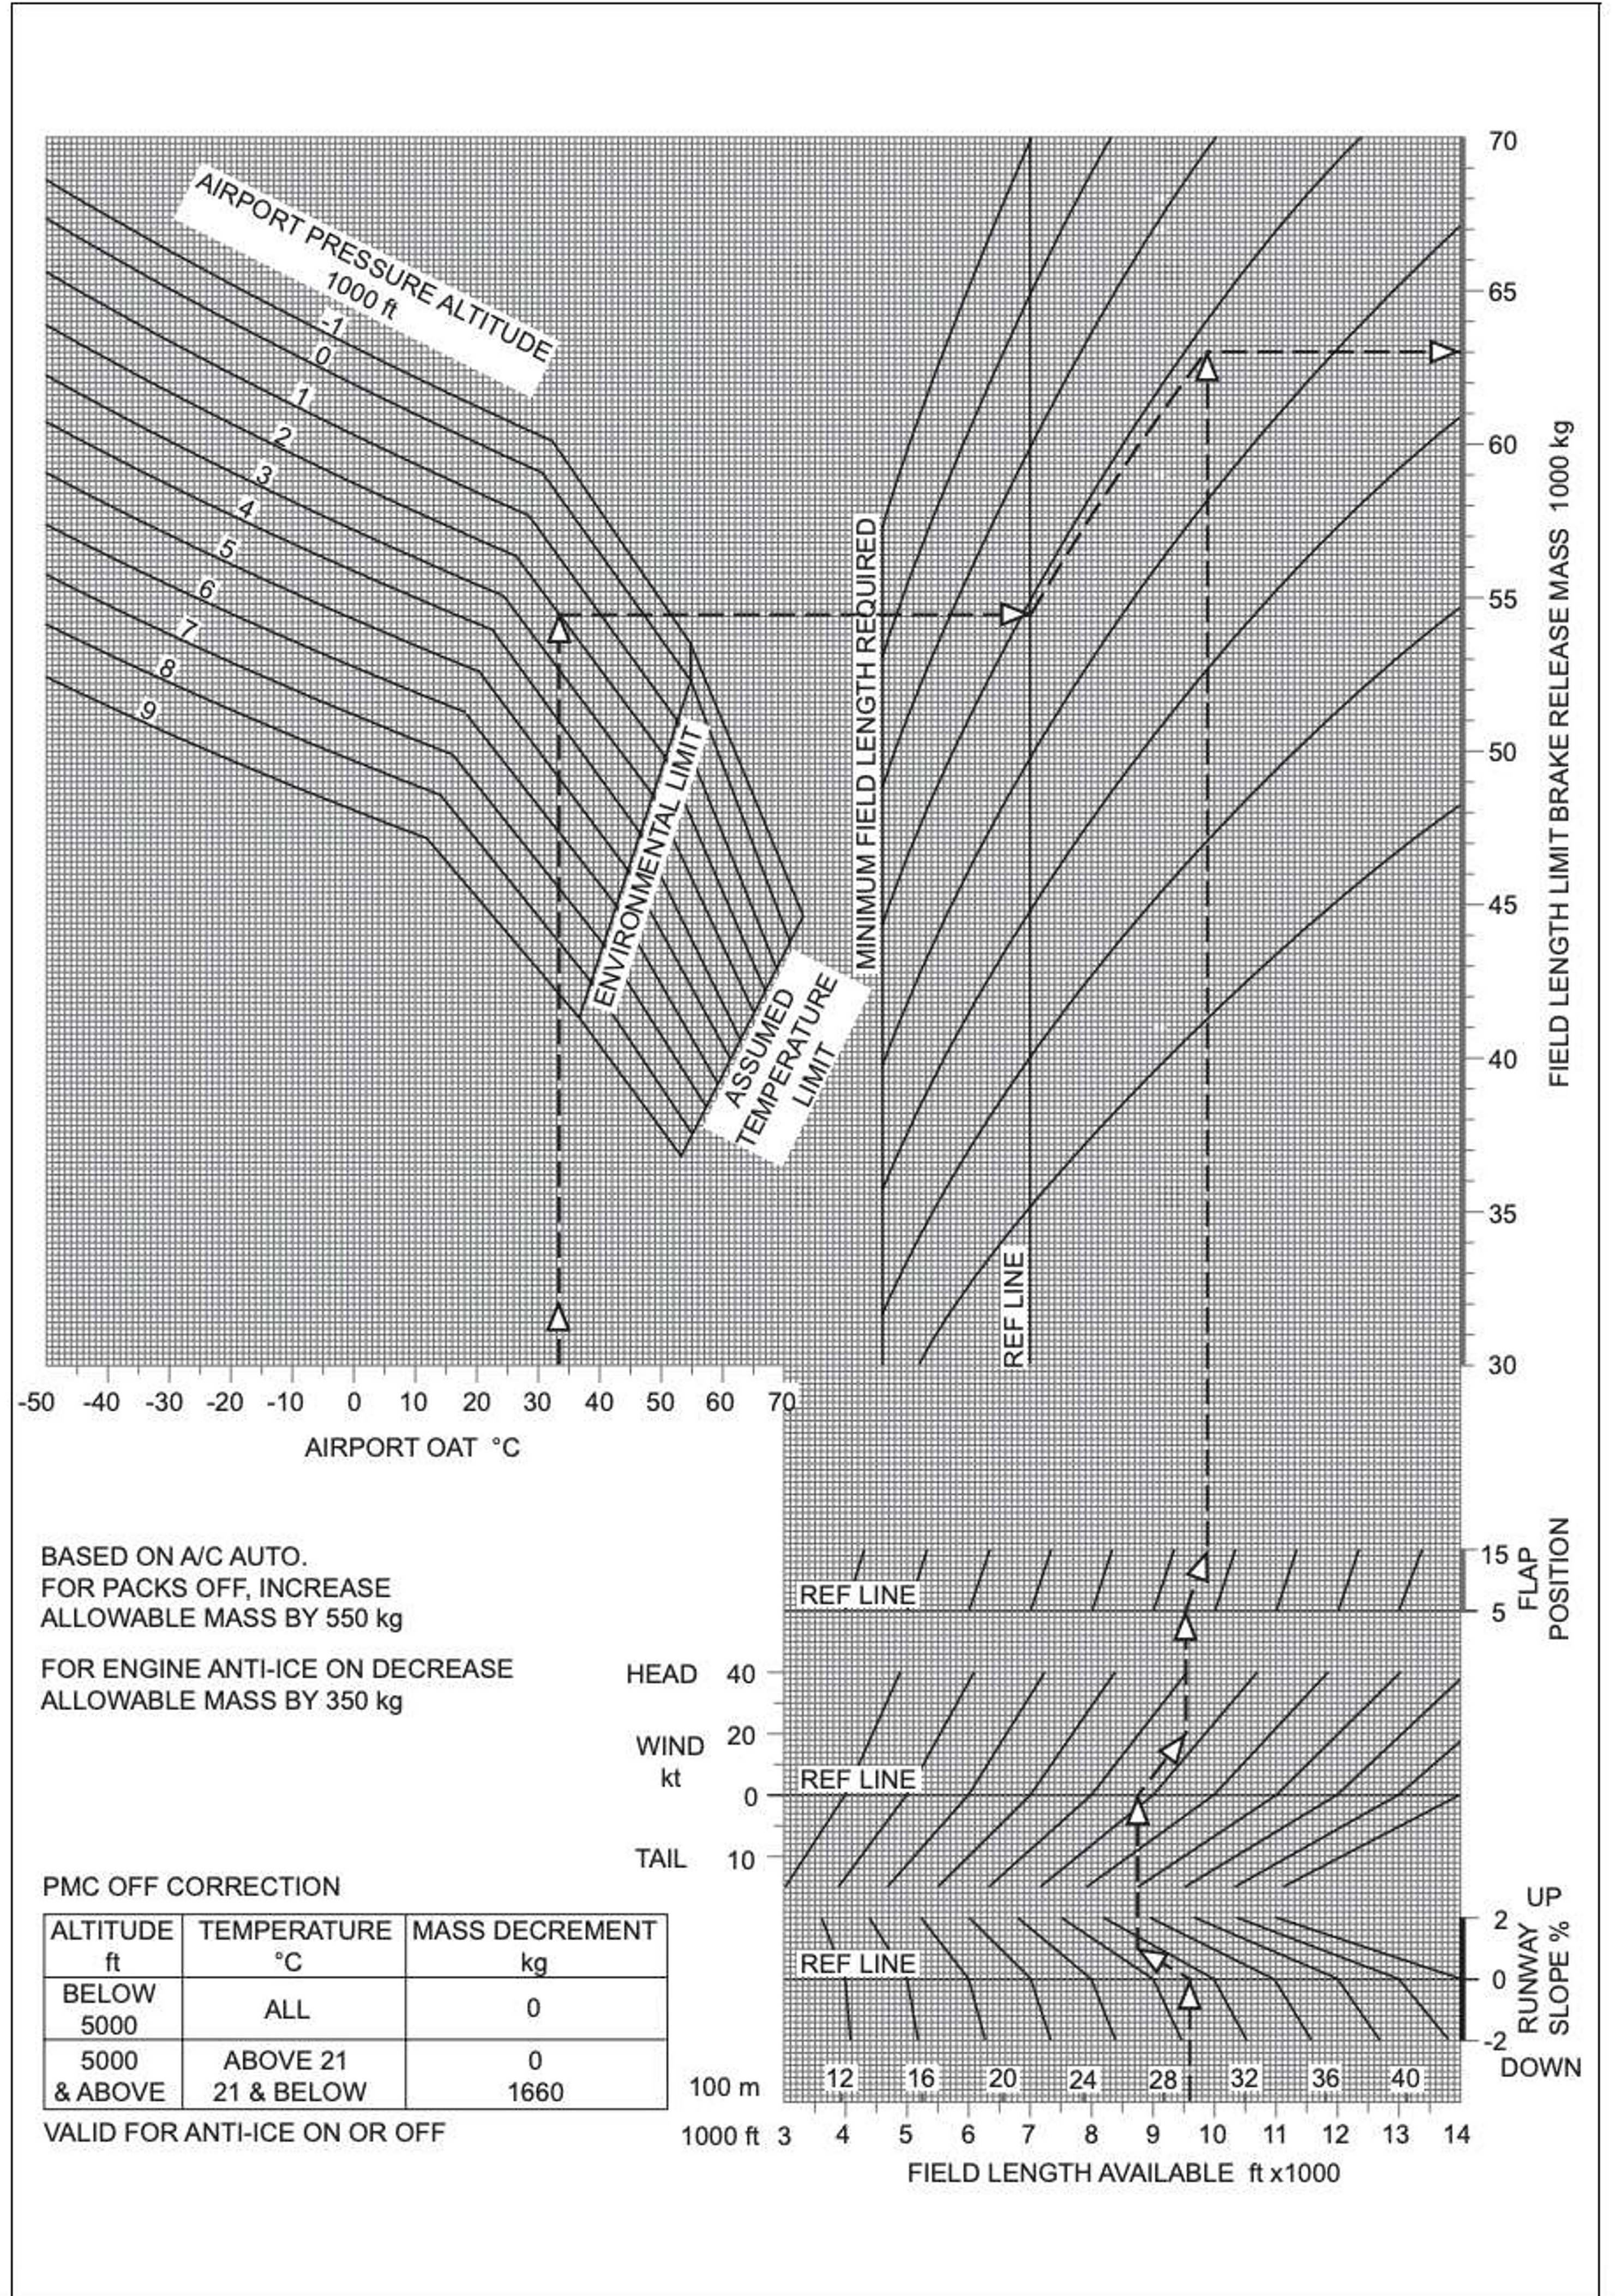 AIRPORT PRESSURE ALTITUDE
1000 ft
-1
0
1
2
3
4
5
6
7
8
9
ENVIRONMENTAL LIMIT
ASSUMED
TEMPERATURE
LIMIT
MINIMUM FIELD LENGTH REQUIRED
REF LINE
70
65
60
55
50
45
40
35
30
FIELD LENGTH LIMIT BRAKE RELEASE MASS 1000 kg
-50 -40 -30 -20 -10 0 10 20 30 40 50 60 70
AIRPORT OAT °C
BASED ON A/C AUTO.
FOR PACKS OFF, INCREASE
ALLOWABLE MASS BY 550 kg
FOR ENGINE ANTI-ICE ON DECREASE
ALLOWABLE MASS BY 350 kg
REF LINE
15
5
FLAP
POSITION
HEAD 40
WIND 20
kt
0
TAIL 10
REF LINE
PMC OFF CORRECTION
ALTITUDE TEMPERATURE MASS DECREMENT
ft °C kg
BELOW
5000
ALL 0
5000 ABOVE 21 0
& ABOVE 21 & BELOW 1660
VALID FOR ANTI-ICE ON OR OFF
REF LINE
UP
2
0
-2
DOWN
RUNWAY
SLOPE %
100 m 12 16 20 24 28 32 36 40
1000 ft 3 4 5 6 7 8 9 10 11 12 13 14
FIELD LENGTH AVAILABLE ft x1000